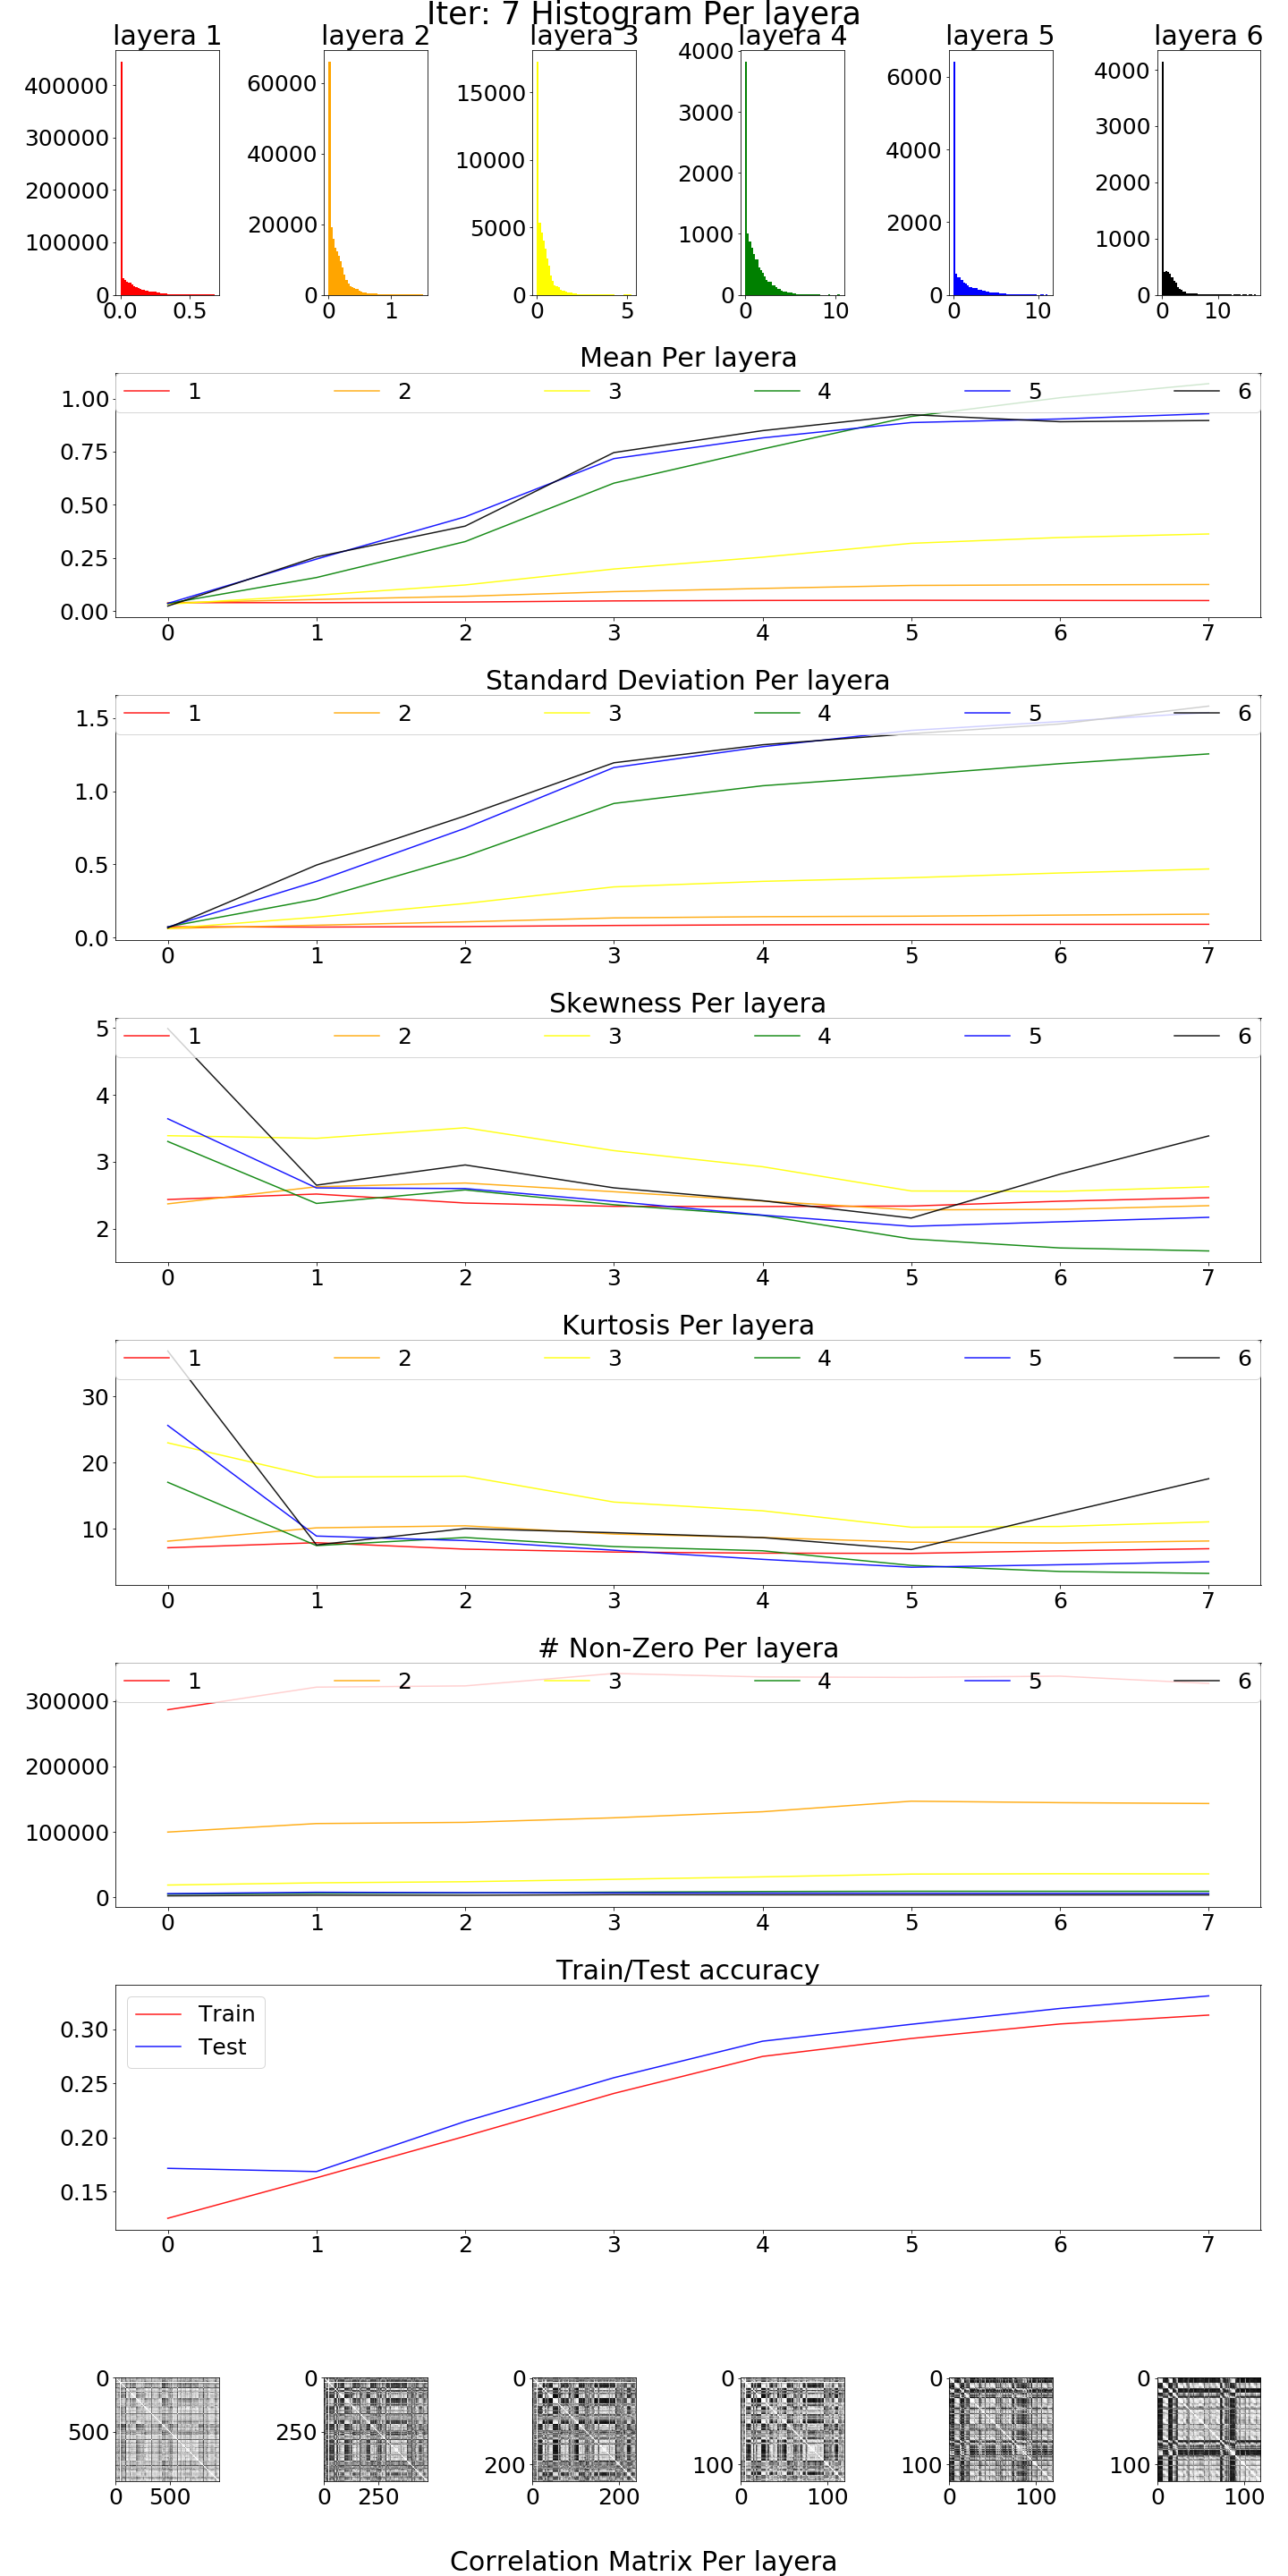 Iter: 7 Histogram Per layera
layera 1 layera 2 layera 3 layera 4 layera 5 layera 6
400000 300000 200000 100000 0
0.0 0.5
60000 40000 20000 0
0 1
15000 10000 5000 0
0 5
4000 3000 2000 1000 0
0 10
6000 4000 2000 0
0 10
4000 3000 2000 1000 0
0 10
Mean Per layera
1 2 3 4 5 6
1.00
0.75
0.50
0.25
0.00
0 1 2 3 4 5 6 7
Standard Deviation Per layera
1 2 3 4 5 6
1.5
1.0
0.5
0.0
0 1 2 3 4 5 6 7
Skewness Per layera
1 2 3 4 5 6
5
4
3
2
0 1 2 3 4 5 6 7
Kurtosis Per layera
1 2 3 4 5 6
30
20
10
0 1 2 3 4 5 6 7
# Non-Zero Per layera
1 2 3 4 5 6
300000
200000
100000
0
0 1 2 3 4 5 6 7
Train/Test accuracy
Train
Test
0.30
0.25
0.20
0.15
0 1 2 3 4 5 6 7
0 500
0 500
0 250
0 250
0 200
0 200
0 100
0 100
0 100
0 100
0 100
0 100
Correlation Matrix Per layera